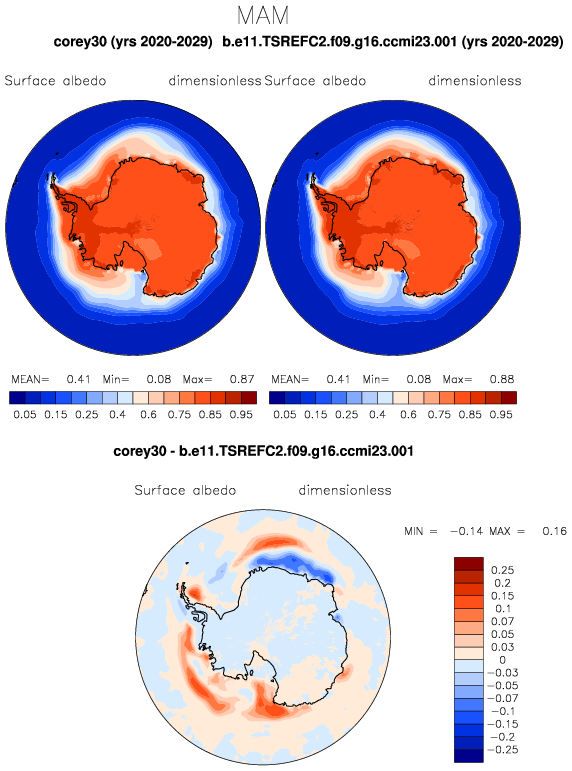 MAM
corey30 (yrs 2020-2029) b.e11.TSREFC2.f09.g16.ccmi23.001 (yrs 2020-2029)
Surface albedo dimensionless Surface albedo dimensionless
MEAN= 0.41 Min= 0.08 Max= 0.87 MEAN= 0.41 Min= 0.08 Max= 0.88
0.05 0.15 0.25 0.4 0.6 0.75 0.85 0.95 0.05 0.15 0.25 0.4 0.6 0.75 0.85 0.95
corey30 - b.e11.TSREFC2.f09.g16.ccmi23.001
Surface albedo dimensionless
MIN = -0.14 MAX = 0.16
0.25
0.2
0.15
0.1
0.07
0.05
0.03
0
-0.03
-0.05
-0.07
-0.1
-0.15
-0.2
-0.25